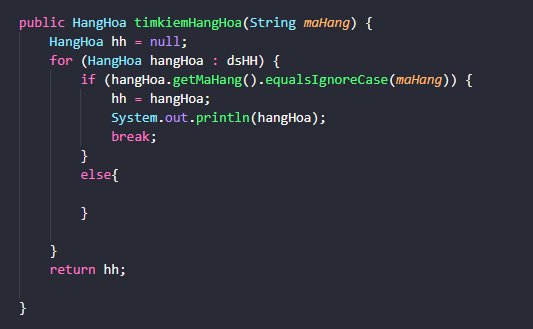 public HangHoa timkiemHangHoa(String maHang) {
    HangHoa hh = null;
    for (HangHoa hangHoa : dsHH) {
        if (hangHoa.getMaHang().equalsIgnoreCase(maHang)) {
            hh = hangHoa;
            System.out.println(hangHoa);
            break;
        }
        else{

        }

    }
    return hh;

}